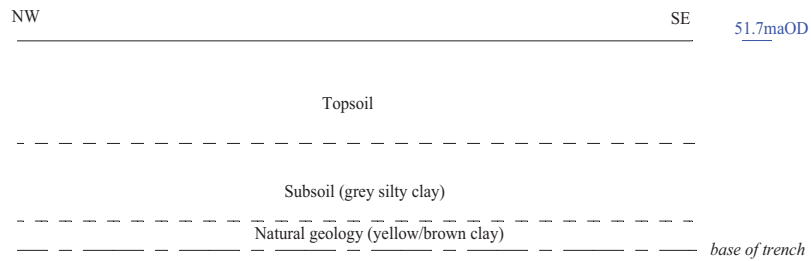 NW
SE
51.7maOD
Topsoil
Subsoil (grey silty clay)
Natural geology (yellow/brown clay)
base of trench